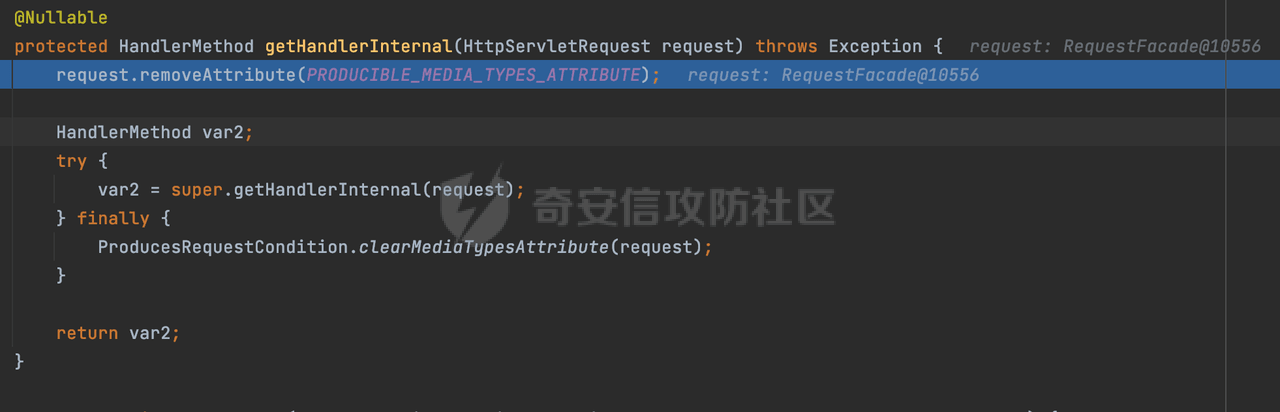 @Nullable
protected HandlerMethod getHandlerInternal(HttpServletRequest request) throws Exception {   request: RequestFacade@10556
    request.removeAttribute(PRODUCIBLE_MEDIA_TYPES_ATTRIBUTE);   request: RequestFacade@10556
    HandlerMethod var2;
    try {
        var2 = super.getHandlerInternal(request);
奇安信攻防社区
    } finally {
        ProducesRequestCondition.clearMediaTypesAttribute(request);
    }
    return var2;
}